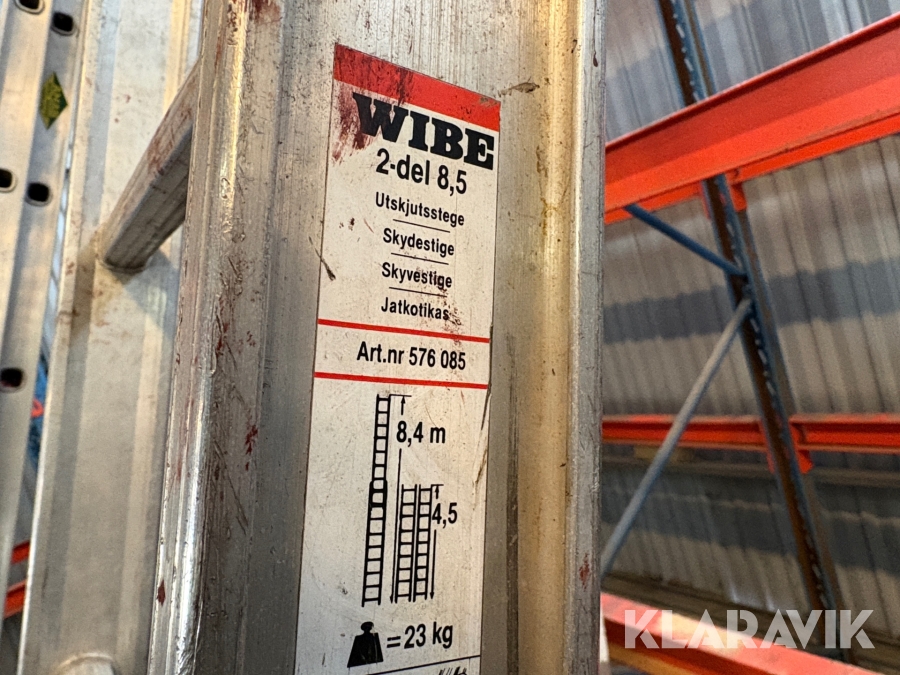 WIBE
2-del 8,5
Utskjutsstege
Skydestige
Skyvestige
Jatkotikas
Art.nr 576 085
8,4 m
4,5
= 23 kg
KLARAVIK